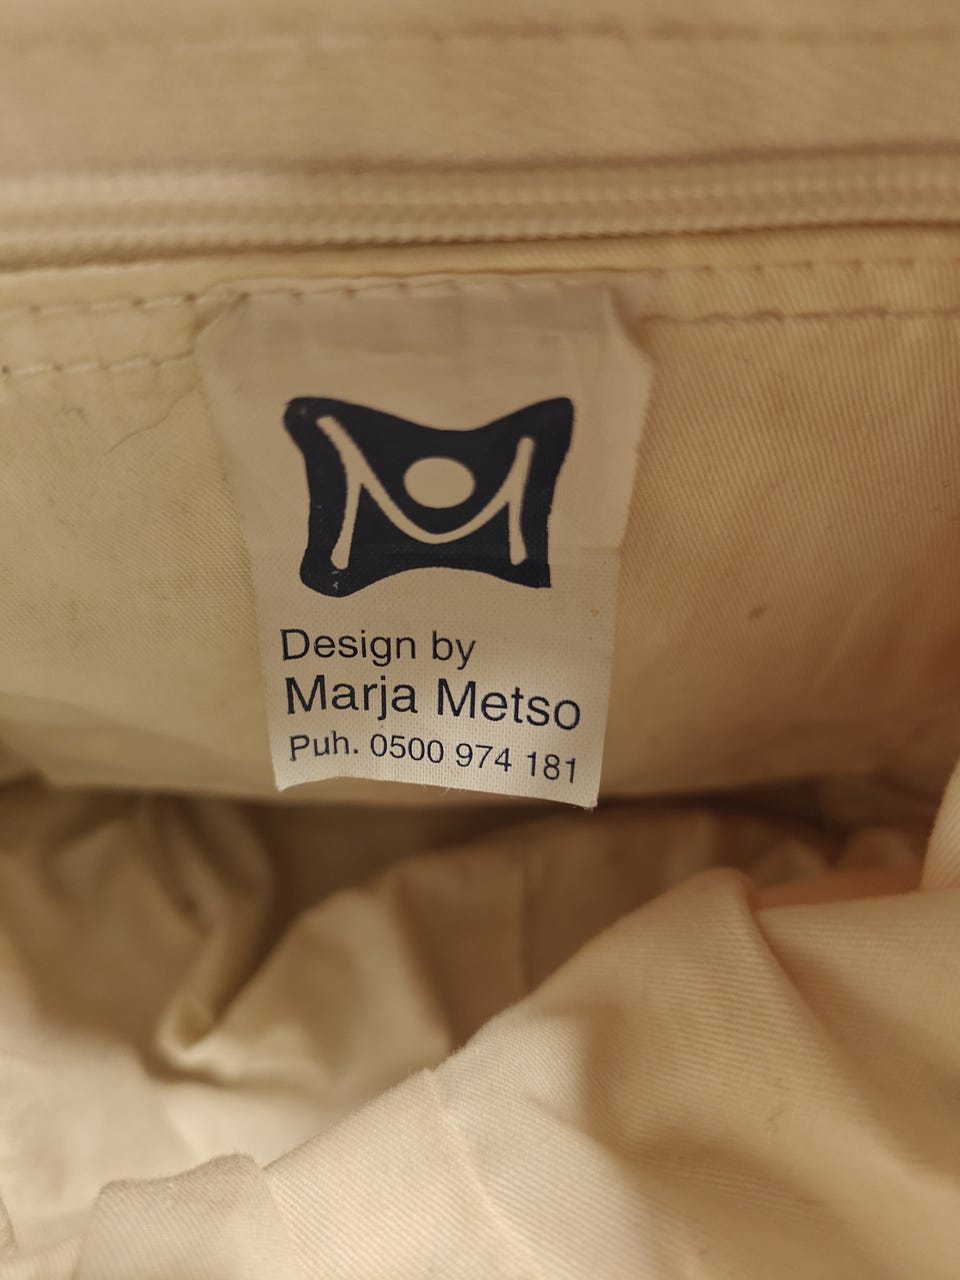 Design by
Marja Metso
Puh. 0500 974 181